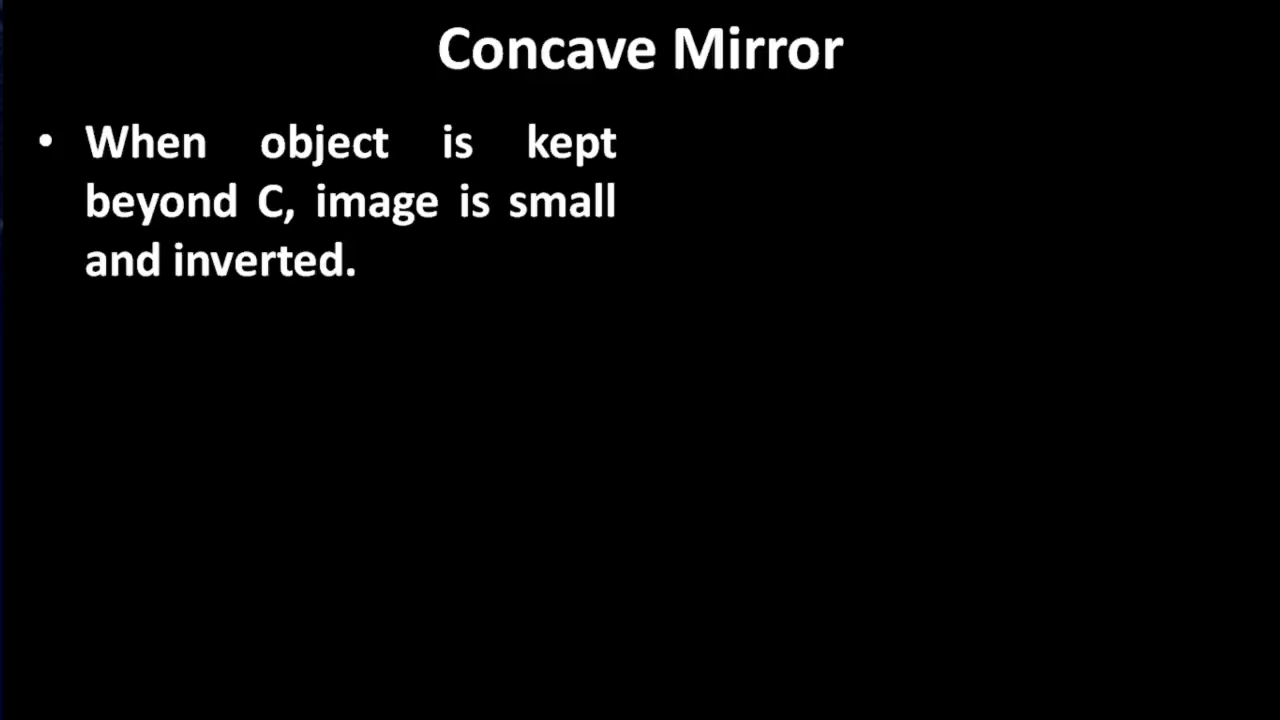 Concave Mirror
• When object is kept
beyond C, image is small
and inverted.